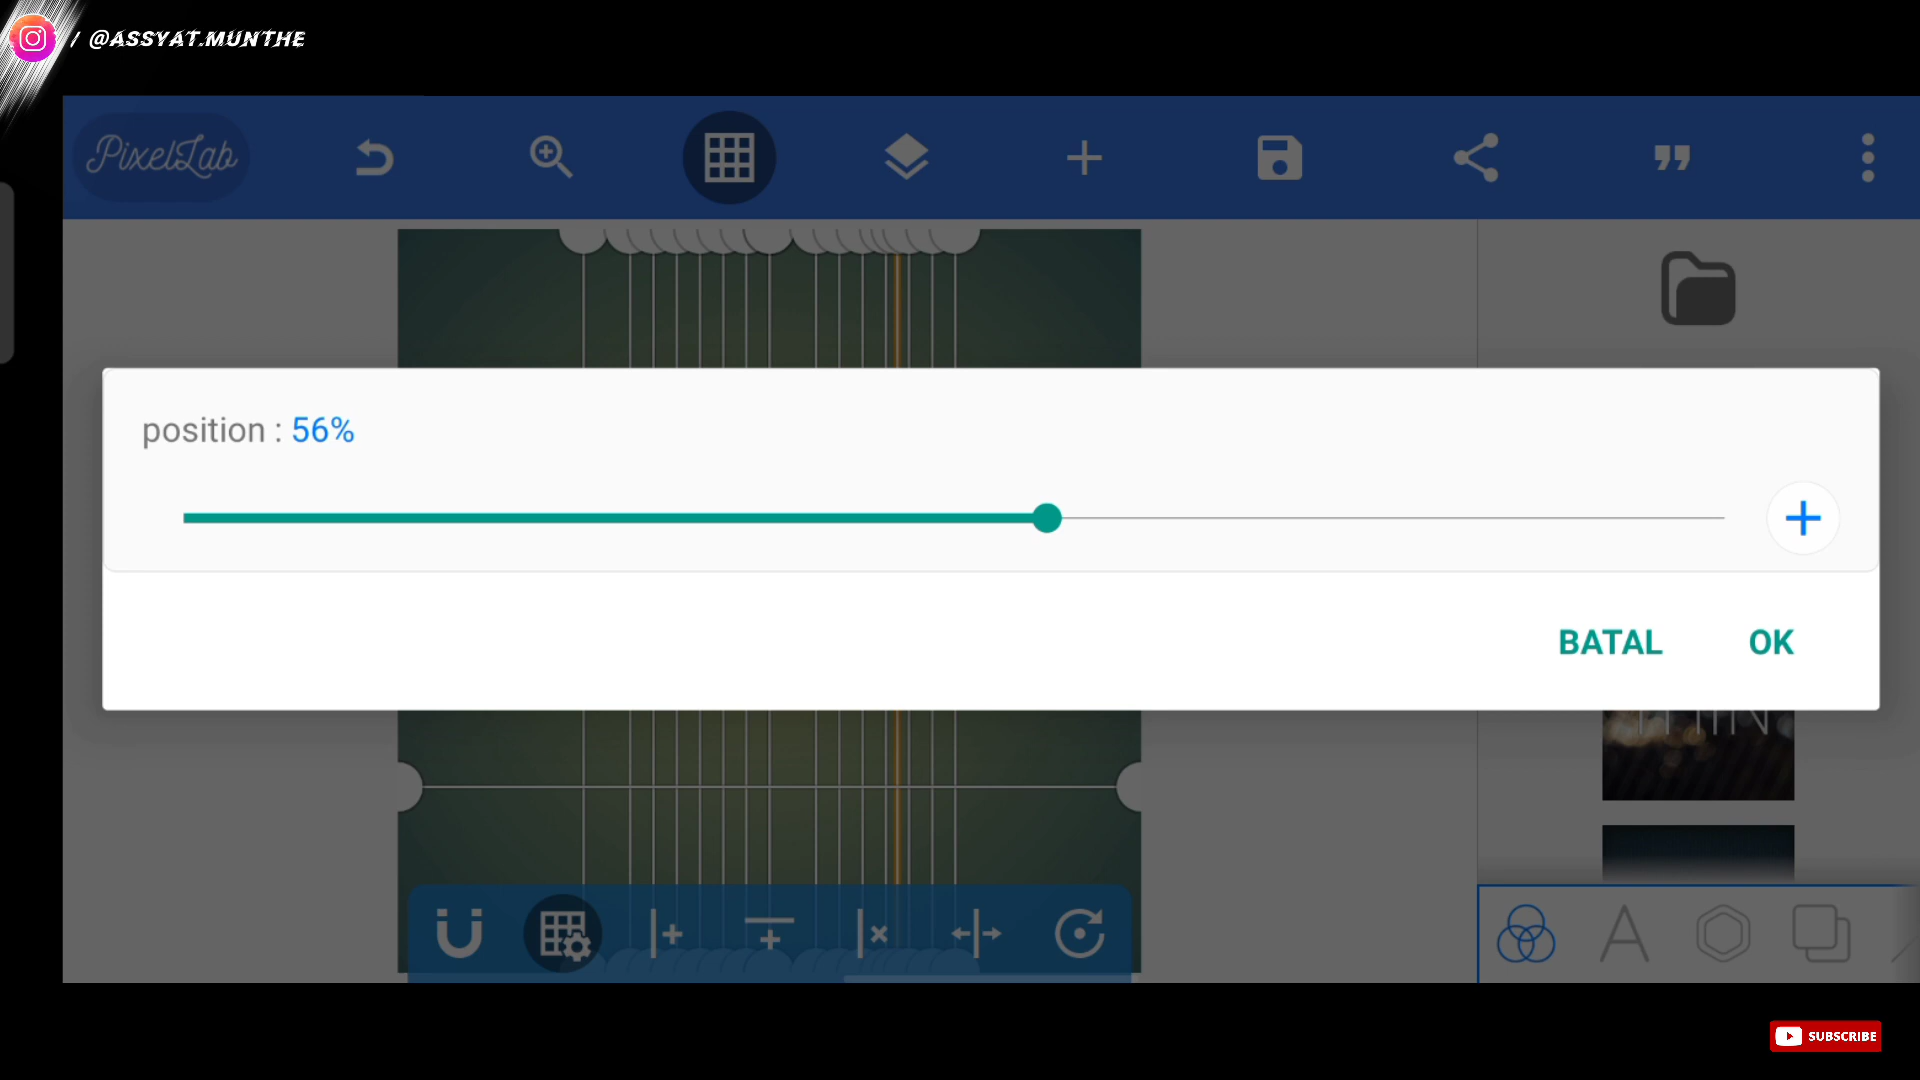 / @ASSYAT.MUNTHE
PixelLab
position : 56%
BATAL OK
SUBSCRIBE